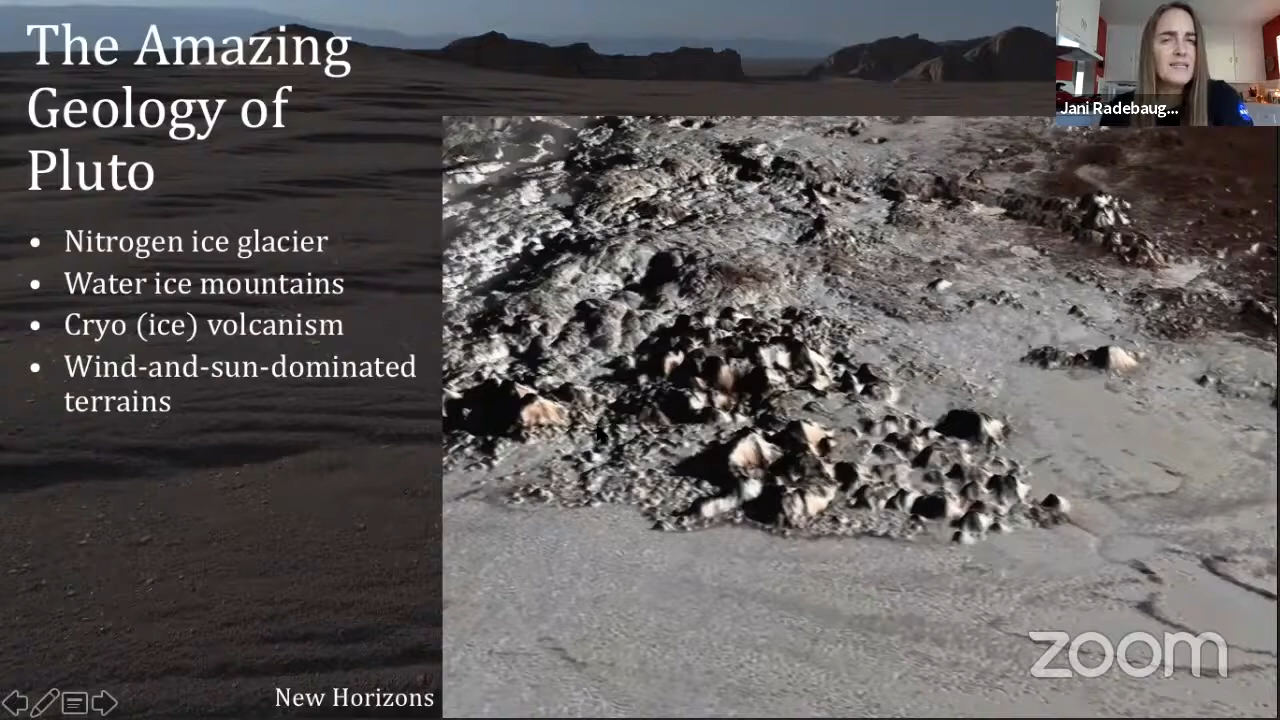 The Amazing
Geology of
Pluto
• Nitrogen ice glacier
• Water ice mountains
• Cryo (ice) volcanism
• Wind-and-sun-dominated
terrains
New Horizons
Jani Radebaug...
zoom